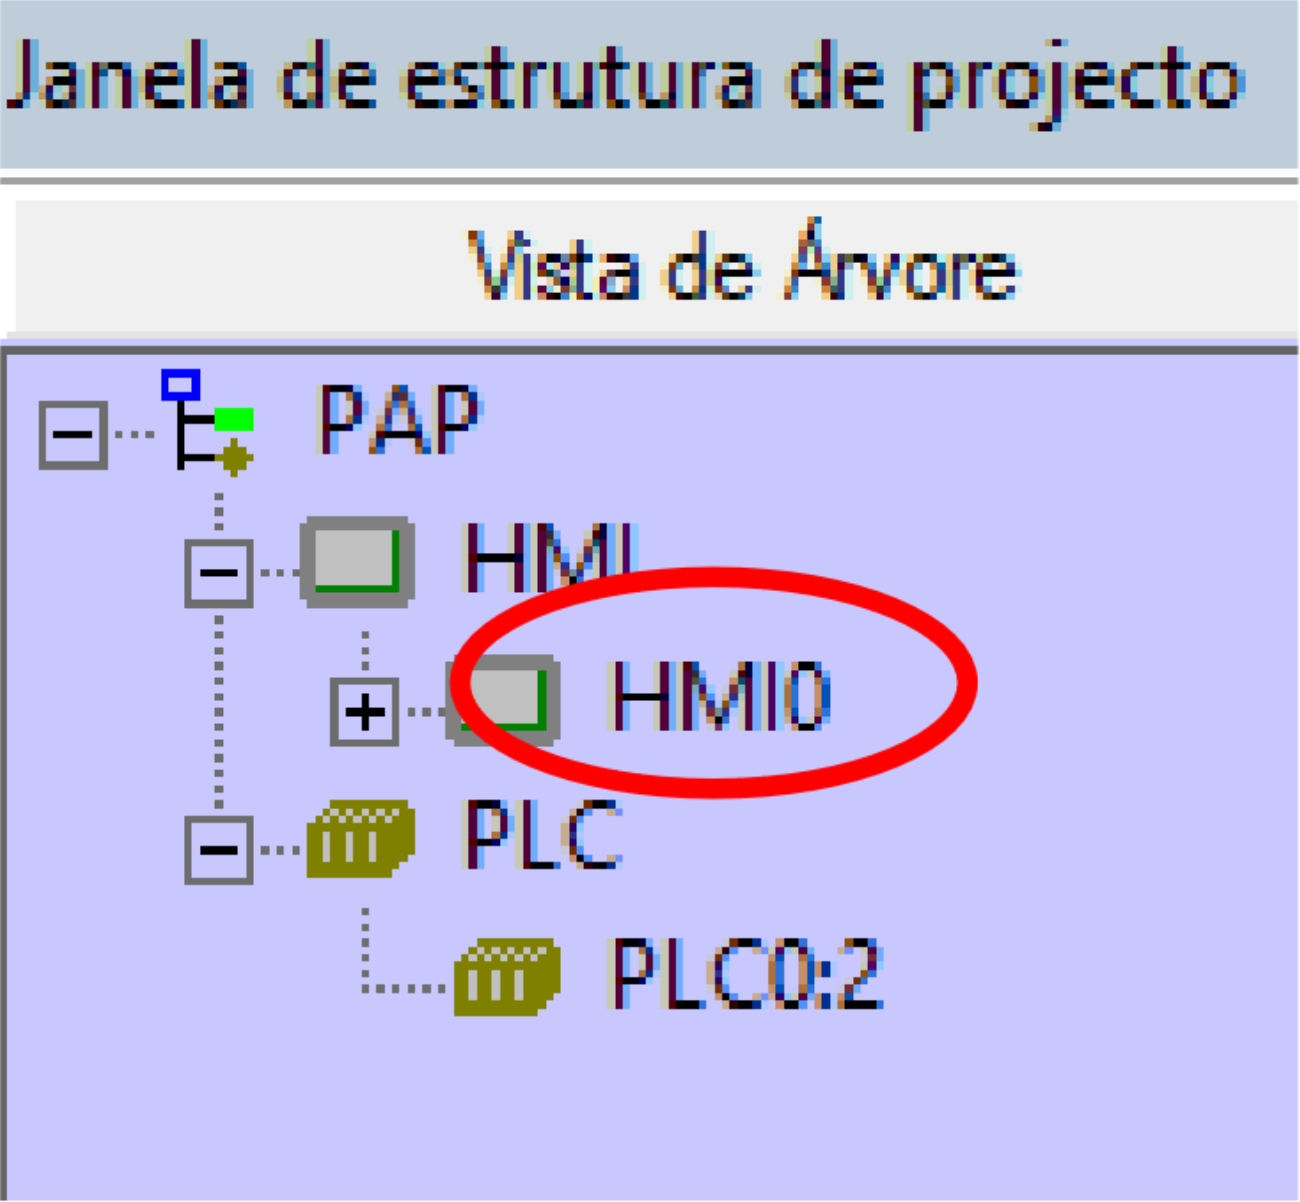 Janela de estrutura de projecto
Vista de Árvore
PAP
HMI
HMI0
PLC
PLC0:2